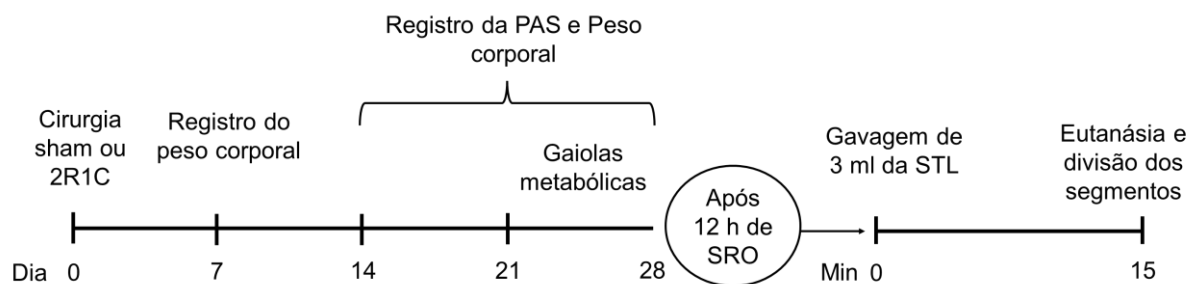 Registro da PAS e Peso
corporal
Cirurgia
sham ou
2R1C
Registro do
peso corporal
Gaiolas
metabólicas
Após
12 h de
SRO
Gavagem de
3 ml da STL
Eutanásia e
divisão dos
segmentos
Dia 0 7 14 21 28
Min 0 15